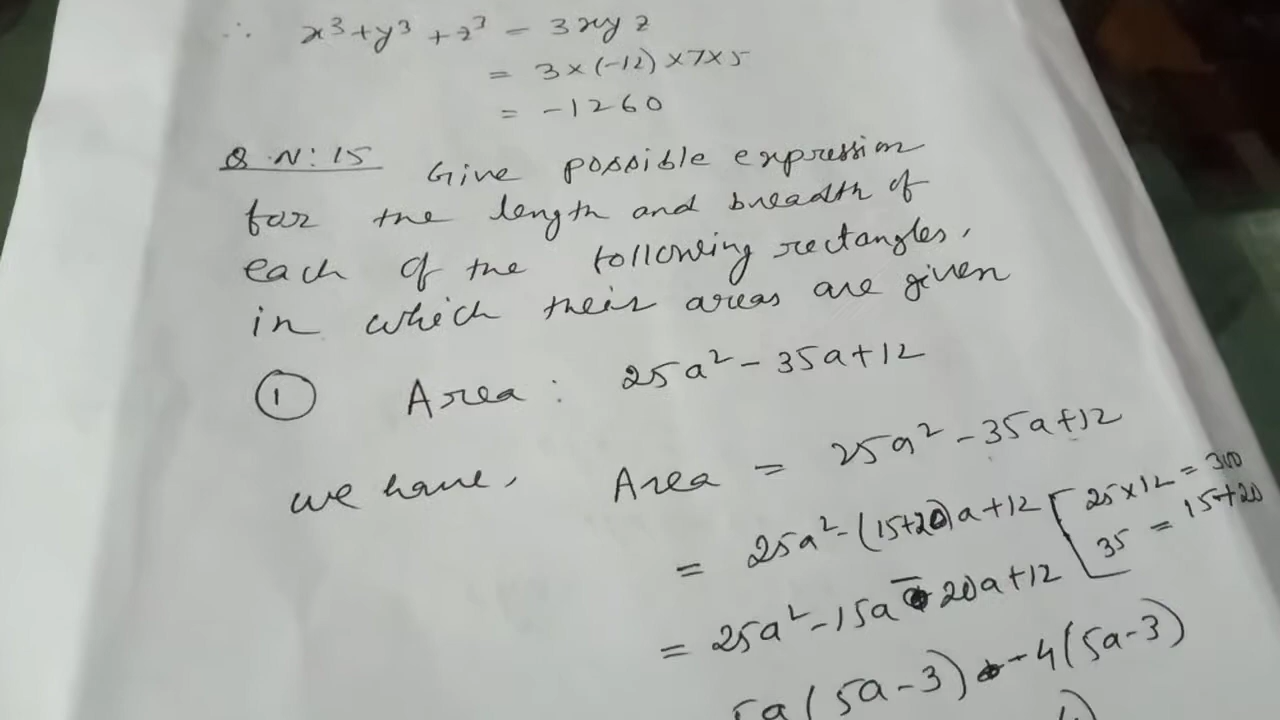 ∴ x³+y³+z³ – 3xyz
= 3×(-12)×7×5
= -1260
Q.N:15 Give possible expression
for the length and breadth of
each of the following rectangles,
in which their areas are given
① Area : 25a² - 35a+12
we have, Area = 25a² - 35a+12
= 25a² - (15+20)a+12 [25×12 = 300
35 = 15+20
= 25a² - 15a - 20a+12
5a(5a-3) - 4(5a-3)